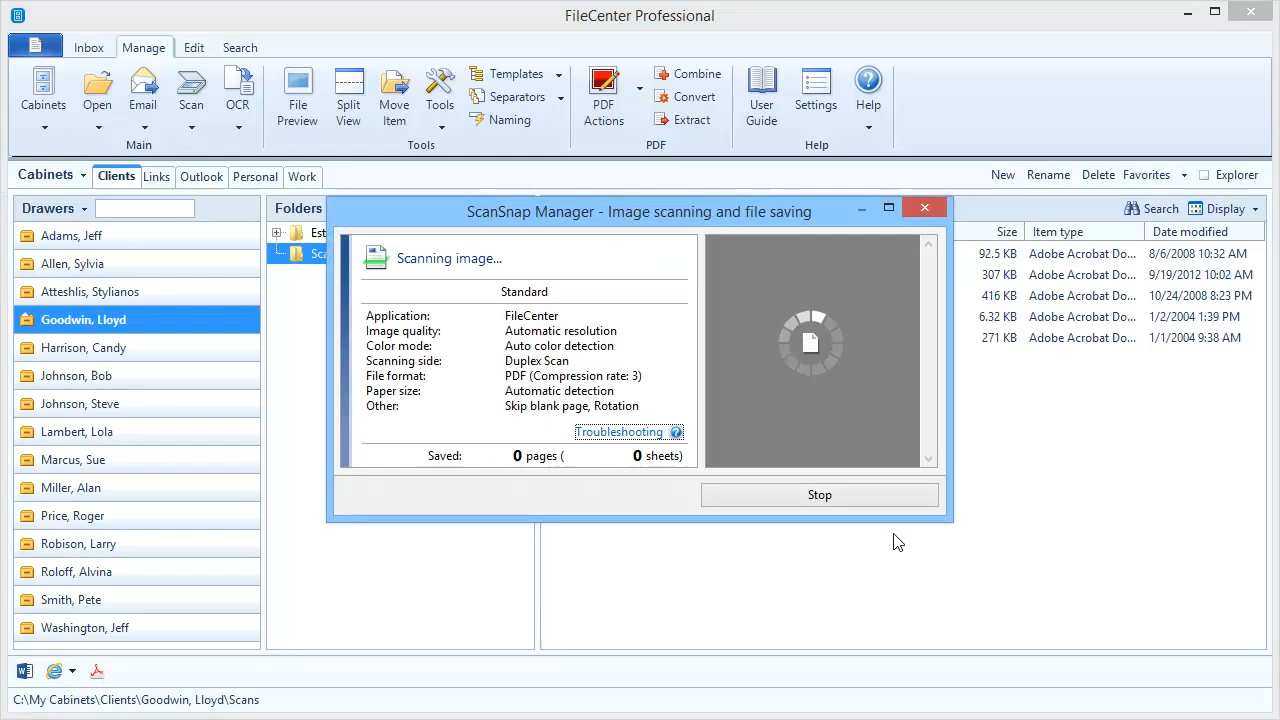 FileCenter Professional
Inbox Manage Edit Search
Cabinets Open Email Scan OCR
File Preview Split View Move Item Tools
Templates
Separators
Naming
PDF Actions
Combine
Convert
Extract
User Guide Settings Help
Main Tools PDF Help
Cabinets Clients Links Outlook Personal Work
New Rename Delete Favorites Explorer
Drawers
Adams, Jeff
Allen, Sylvia
Atteshlis, Stylianos
Goodwin, Lloyd
Harrison, Candy
Johnson, Bob
Johnson, Steve
Lambert, Lola
Marcus, Sue
Miller, Alan
Price, Roger
Robison, Larry
Roloff, Alvina
Smith, Pete
Washington, Jeff
Folders
Est
Sca
ScanSnap Manager - Image scanning and file saving
Scanning image...
Standard
Application: FileCenter
Image quality: Automatic resolution
Color mode: Auto color detection
Scanning side: Duplex Scan
File format: PDF (Compression rate: 3)
Paper size: Automatic detection
Other: Skip blank page, Rotation
Troubleshooting ?
Saved: 0 pages ( 0 sheets)
Stop
Search Display
Size Item type Date modified
92.5 KB Adobe Acrobat Do... 8/6/2008 10:32 AM
307 KB Adobe Acrobat Do... 9/19/2012 10:02 AM
416 KB Adobe Acrobat Do... 10/24/2008 8:23 PM
6.32 KB Adobe Acrobat Do... 1/2/2004 1:39 PM
271 KB Adobe Acrobat Do... 1/1/2004 9:38 AM
C:\My Cabinets\Clients\Goodwin, Lloyd\Scans